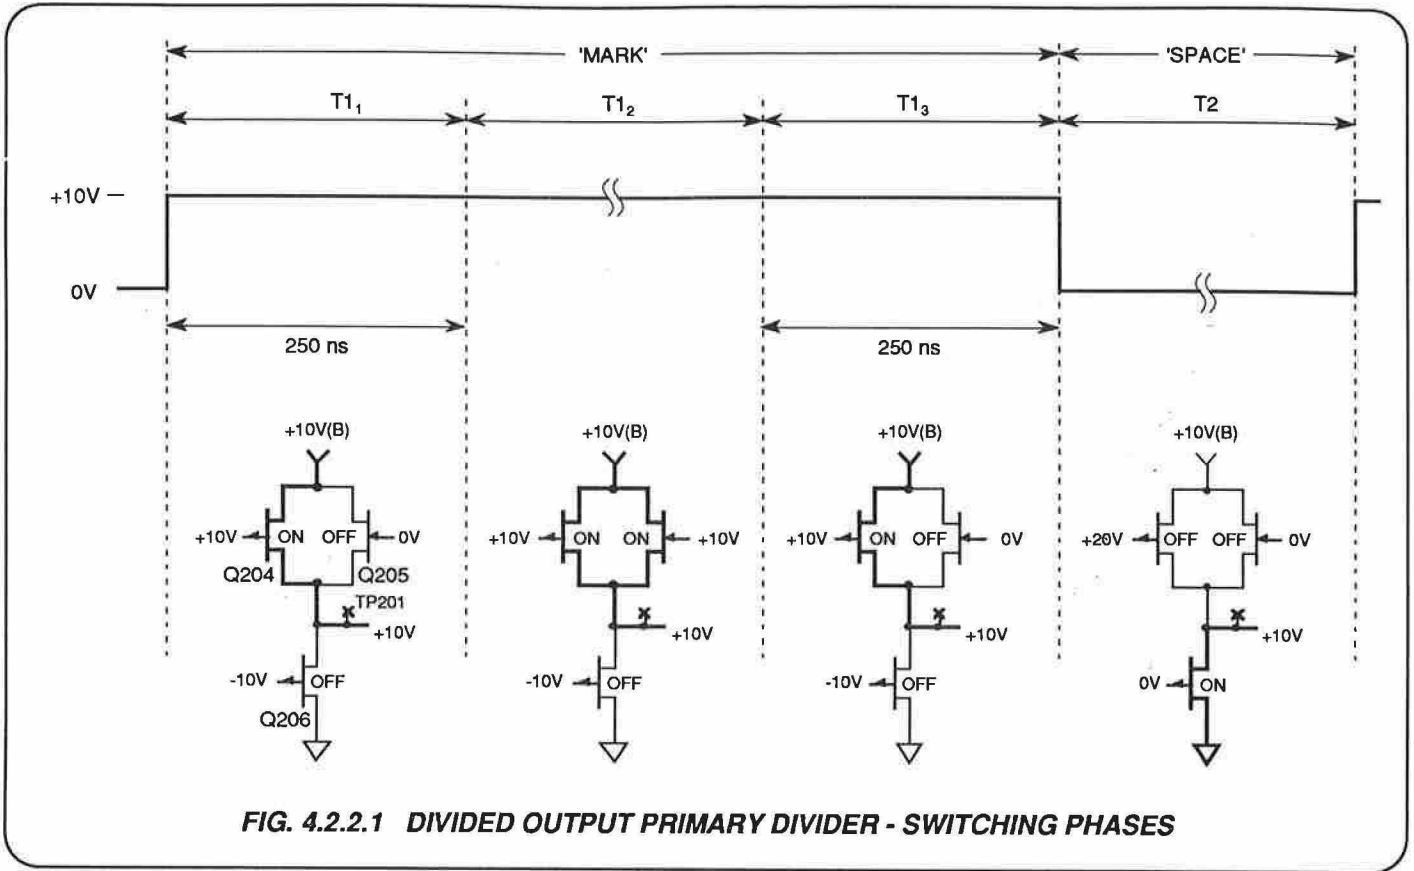 'MARK' 'SPACE'
T1₁ T1₂ T1₃ T2
+10V
0V
250 ns 250 ns
+10V(B) +10V(B) +10V(B) +10V(B)
+10V ON OFF 0V +10V ON ON +10V +10V ON OFF 0V +20V OFF OFF 0V
Q204 Q205
TP201
+10V +10V +10V +10V
-10V OFF -10V OFF -10V OFF 0V ON
Q206
FIG. 4.2.2.1 DIVIDED OUTPUT PRIMARY DIVIDER - SWITCHING PHASES